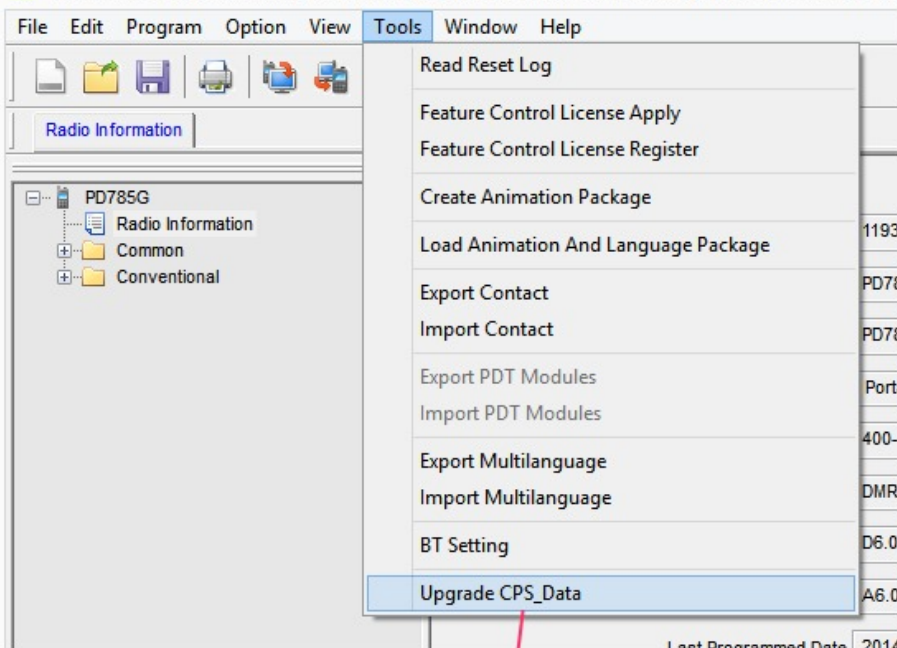 File Edit Program Option View Tools Window Help
Read Reset Log
Feature Control License Apply
Feature Control License Register
Create Animation Package
Load Animation And Language Package
Export Contact
Import Contact
Export PDT Modules
Import PDT Modules
Export Multilanguage
Import Multilanguage
BT Setting
Upgrade CPS_Data
Radio Information
PD785G
Radio Information
Common
Conventional
1193
PD78
PD78
Port
400-
DMR
D6.0
A6.0
Last Programmed Date 2014